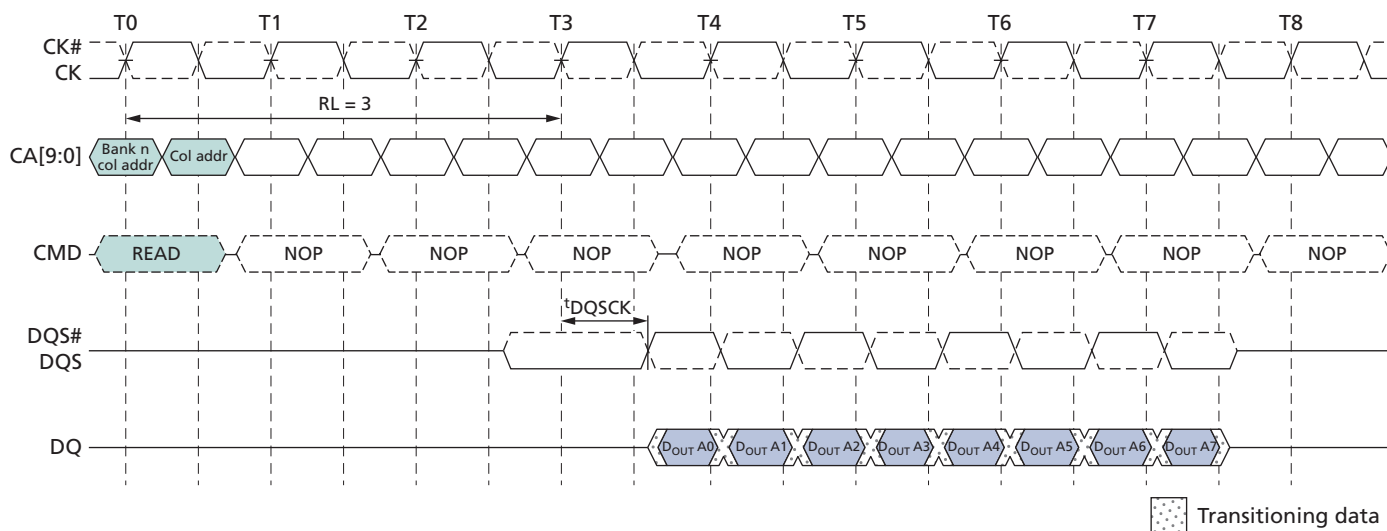 T0 T1 T2 T3 T4 T5 T6 T7 T8
CK#
CK
RL = 3
CA[9:0] Bank n col addr Col addr
CMD READ NOP NOP NOP NOP NOP NOP NOP NOP
tDQSCK
DQS#
DQS
DQ DOUT A0 DOUT A1 DOUT A2 DOUT A3 DOUT A4 DOUT A5 DOUT A6 DOUT A7
Transitioning data